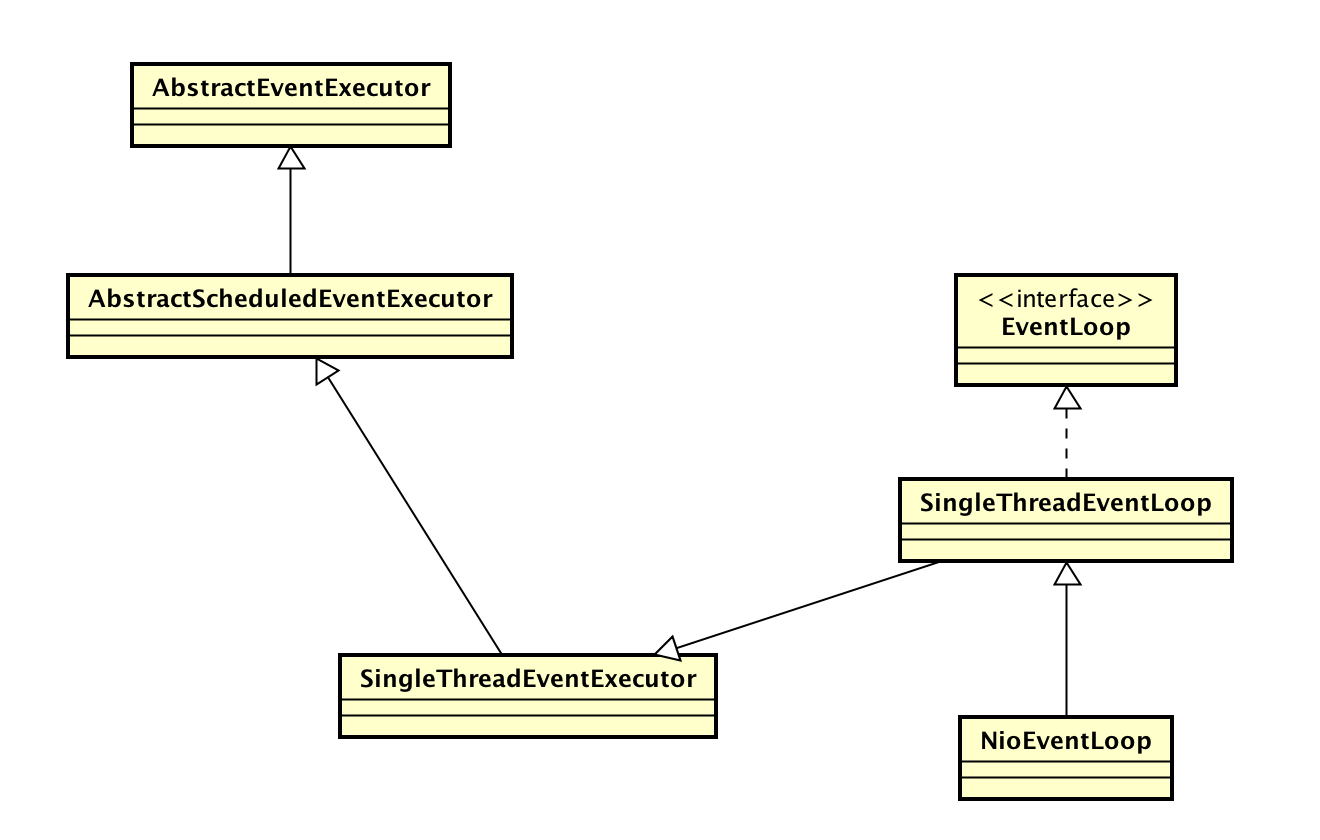 AbstractEventExecutor
AbstractScheduledEventExecutor
<<interface>>
EventLoop
SingleThreadEventLoop
SingleThreadEventExecutor
NioEventLoop